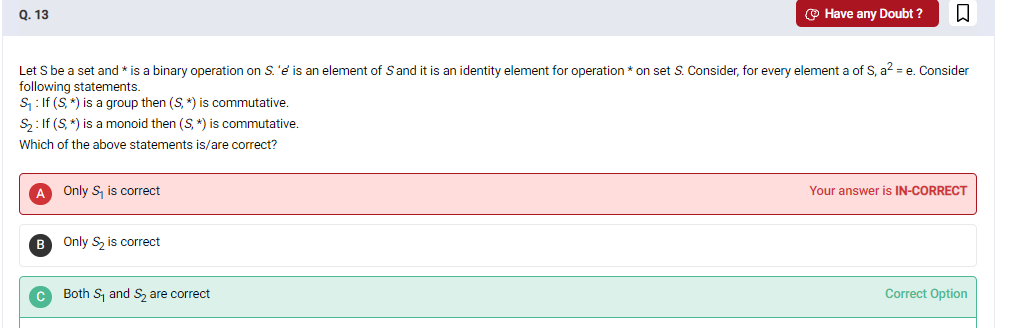 Q. 13
Have any Doubt ?
Let S be a set and * is a binary operation on S. 'e' is an element of S and it is an identity element for operation * on set S. Consider, for every element a of S, a² = e. Consider
following statements.
S₁ : If (S, *) is a group then (S, *) is commutative.
S₂ : If (S, *) is a monoid then (S, *) is commutative.
Which of the above statements is/are correct?
A Only S₁ is correct Your answer is IN-CORRECT
B Only S₂ is correct
C Both S₁ and S₂ are correct Correct Option